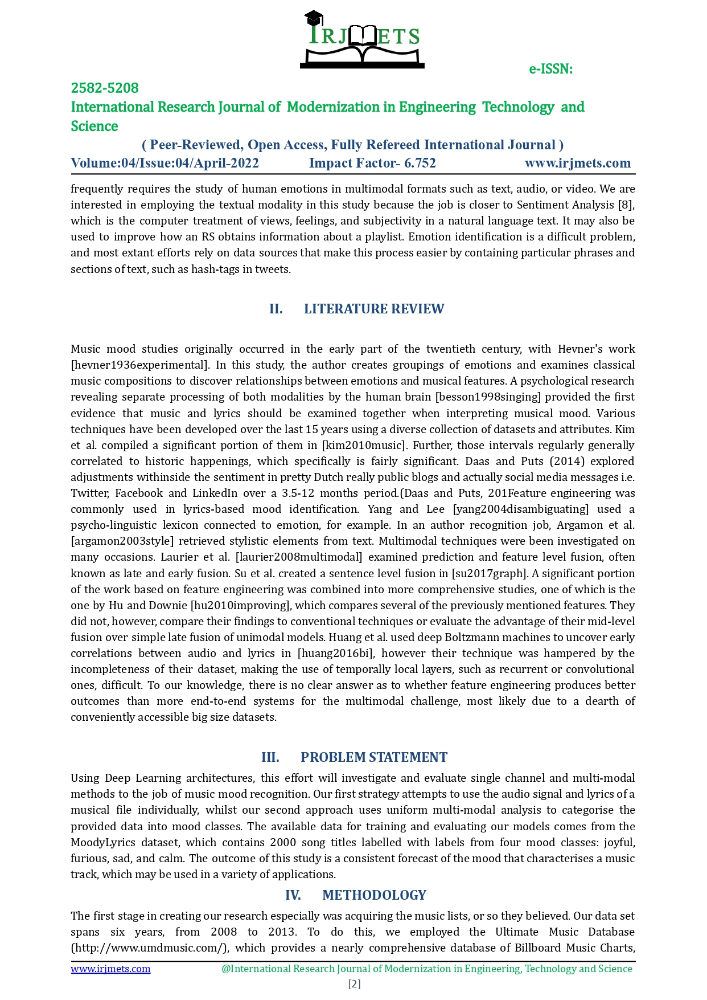 IRJMETS
e-ISSN:
2582-5208
International Research Journal of Modernization in Engineering Technology and
Science
( Peer-Reviewed, Open Access, Fully Refereed International Journal )
Volume:04/Issue:04/April-2022 Impact Factor- 6.752 www.irjmets.com
frequently requires the study of human emotions in multimodal formats such as text, audio, or video. We are
interested in employing the textual modality in this study because the job is closer to Sentiment Analysis [8],
which is the computer treatment of views, feelings, and subjectivity in a natural language text. It may also be
used to improve how an RS obtains information about a playlist. Emotion identification is a difficult problem,
and most extant efforts rely on data sources that make this process easier by containing particular phrases and
sections of text, such as hash-tags in tweets.
II. LITERATURE REVIEW
Music mood studies originally occurred in the early part of the twentieth century, with Hevner's work
[hevner1936experimental]. In this study, the author creates groupings of emotions and examines classical
music compositions to discover relationships between emotions and musical features. A psychological research
revealing separate processing of both modalities by the human brain [besson1998singing] provided the first
evidence that music and lyrics should be examined together when interpreting musical mood. Various
techniques have been developed over the last 15 years using a diverse collection of datasets and attributes. Kim
et al. compiled a significant portion of them in [kim2010music]. Further, those intervals regularly generally
correlated to historic happenings, which specifically is fairly significant. Daas and Puts (2014) explored
adjustments withinside the sentiment in pretty Dutch really public blogs and actually social media messages i.e.
Twitter, Facebook and LinkedIn over a 3.5-12 months period.(Daas and Puts, 201Feature engineering was
commonly used in lyrics-based mood identification. Yang and Lee [yang2004disambiguating] used a
psycho-linguistic lexicon connected to emotion, for example. In an author recognition job, Argamon et al.
[argamon2003style] retrieved stylistic elements from text. Multimodal techniques were been investigated on
many occasions. Laurier et al. [laurier2008multimodal] examined prediction and feature level fusion, often
known as late and early fusion. Su et al. created a sentence level fusion in [su2017graph]. A significant portion
of the work based on feature engineering was combined into more comprehensive studies, one of which is the
one by Hu and Downie [hu2010improving], which compares several of the previously mentioned features. They
did not, however, compare their findings to conventional techniques or evaluate the advantage of their mid-level
fusion over simple late fusion of unimodal models. Huang et al. used deep Boltzmann machines to uncover early
correlations between audio and lyrics in [huang2016bi], however their technique was hampered by the
incompleteness of their dataset, making the use of temporally local layers, such as recurrent or convolutional
ones, difficult. To our knowledge, there is no clear answer as to whether feature engineering produces better
outcomes than more end-to-end systems for the multimodal challenge, most likely due to a dearth of
conveniently accessible big size datasets.
III. PROBLEM STATEMENT
Using Deep Learning architectures, this effort will investigate and evaluate single channel and multi-modal
methods to the job of music mood recognition. Our first strategy attempts to use the audio signal and lyrics of a
musical file individually, whilst our second approach uses uniform multi-modal analysis to categorise the
provided data into mood classes. The available data for training and evaluating our models comes from the
MoodyLyrics dataset, which contains 2000 song titles labelled with labels from four mood classes: joyful,
furious, sad, and calm. The outcome of this study is a consistent forecast of the mood that characterises a music
track, which may be used in a variety of applications.
IV. METHODOLOGY
The first stage in creating our research especially was acquiring the music lists, or so they believed. Our data set
spans six years, from 2008 to 2013. To do this, we employed the Ultimate Music Database
(http://www.umdmusic.com/), which provides a nearly comprehensive database of Billboard Music Charts,
www.irjmets.com @International Research Journal of Modernization in Engineering, Technology and Science
[2]